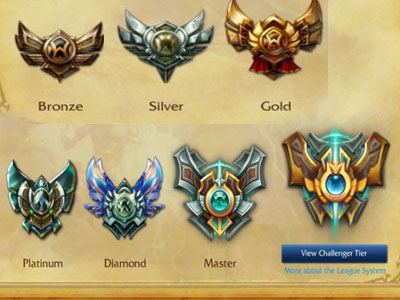 Bronze
Silver
Gold
Platinum
Diamond
Master
View Challenger Tier
More about the League System